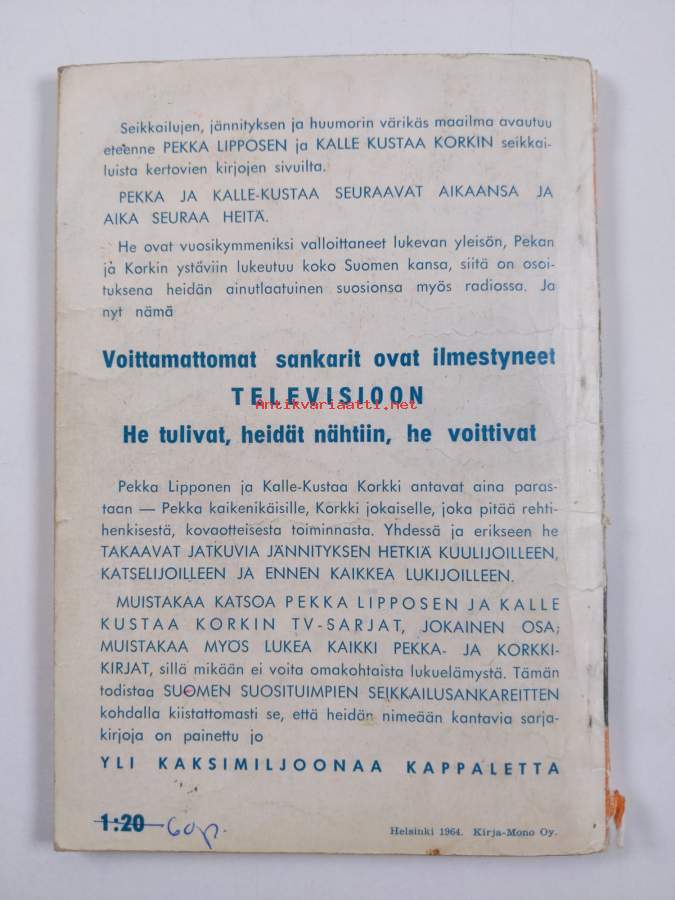 Seikkailujen, jännityksen ja huumorin värikäs maailma avautuu
eteenne PEKKA LIPPOSEN ja KALLE KUSTAA KORKIN seikkai-
luista kertovien kirjojen sivuilta.
PEKKA JA KALLE-KUSTAA SEURAAVAT AIKAANSA JA
AIKA SEURAA HEITÄ.
He ovat vuosikymmeniksi valloittaneet lukevan yleisön, Pekan
ja Korkin ystäviin lukeutuu koko Suomen kansa, siitä on osoi-
tuksena heidän ainutlaatuinen suosionsa myös radiossa. Ja
nyt nämä
Voittamattomat sankarit ovat ilmestyneet
TELEVISIOON
Antikvariaatti.net
He tulivat, heidät nähtiin, he voittivat
Pekka Lipponen ja Kalle-Kustaa Korkki antavat aina paras-
taan — Pekka kaikenikäisille, Korkki jokaiselle, joka pitää rehti-
henkisestä, kovaotteisesta toiminnasta. Yhdessä ja erikseen he
TAKAAVAT JATKUVIA JÄNNITYKSEN HETKIÄ KUULIJOILLEEN,
KATSELIJOILLEEN JA ENNEN KAIKKEA LUKIJOILLEEN.
MUISTAKAA KATSOA PEKKA LIPPOSEN JA KALLE
KUSTAA KORKIN TV-SARJAT, JOKAINEN OSA;
MUISTAKAA MYÖS LUKEA KAIKKI PEKKA- JA KORKKI-
KIRJAT, sillä mikään ei voita omakohtaista lukuelämystä. Tämän
todistaa SUOMEN SUOSITUIMPIEN SEIKKAILUSANKAREITTEN
kohdalla kiistattomasti se, että heidän nimeään kantavia sarja-
kirjoja on painettu jo
YLI KAKSIMILJOONAA KAPPALETTA
1:20 60p.
Helsinki 1964. Kirja-Mono Oy.